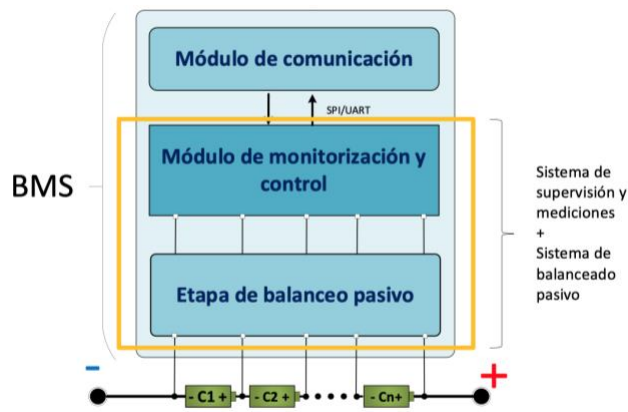 Módulo de comunicación
SPI/UART
Módulo de monitorización y
control
BMS
Etapa de balanceo pasivo
Sistema de
supervisión y
mediciones
+
Sistema de
balanceado
pasivo
-
+
- C1 +
- C2 +
- Cn+